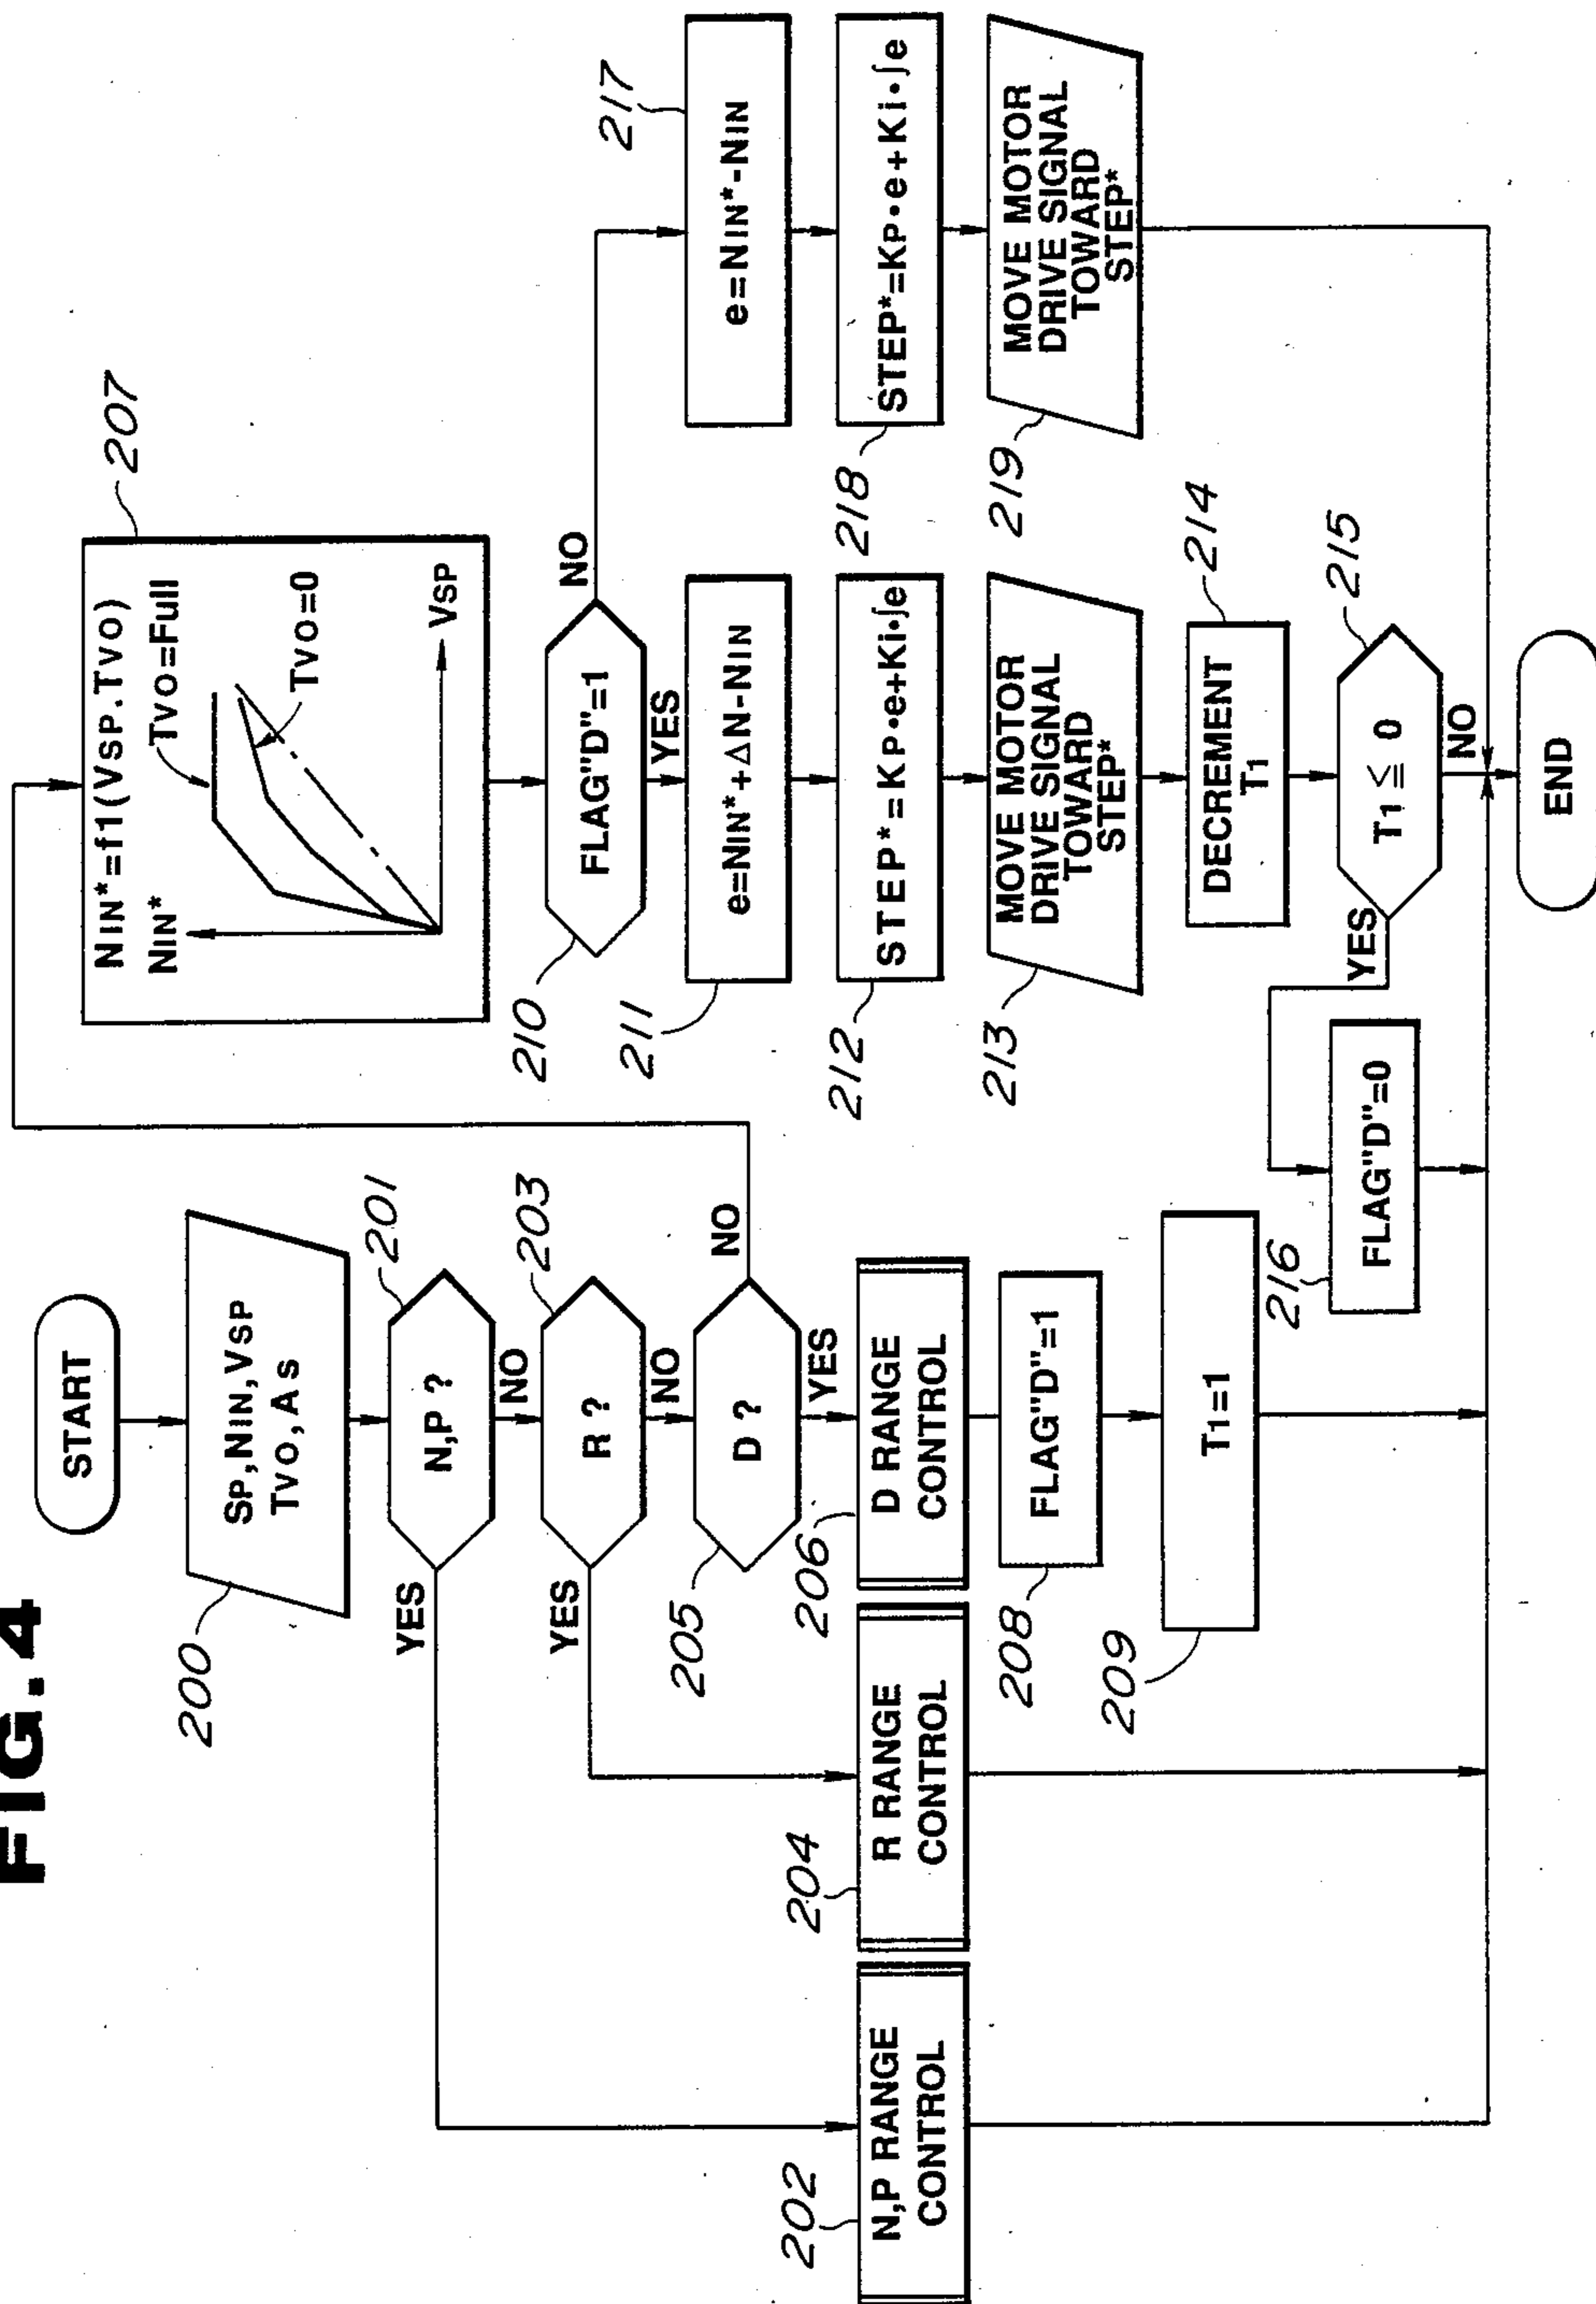 FIG.4
START
200
SP,NIN,VSP
TVO,AS
201
N,P ?
YES
NO
203
R ?
YES
NO
205
D ?
NO
YES
202
N,P RANGE
CONTROL
204
R RANGE
CONTROL
206
D RANGE
CONTROL
208
FLAG"D"=1
209
T1=1
207
NIN*=f1(VSP.TVO)
NIN*
TVO=Full
TVO=0
VSP
210
FLAG"D"=1
NO
YES
211
e=NIN*+ΔN-NIN
212
STEP*=KP•e+Ki•∫e
213
MOVE MOTOR
DRIVE SIGNAL
TOWARD
STEP*
214
DECREMENT
T1
215
T1≦ 0
YES
NO
216
FLAG"D"=0
217
e=NIN*-NIN
218
STEP*=KP•e+Ki•∫e
219
MOVE MOTOR
DRIVE SIGNAL
TOWARD
STEP*
END